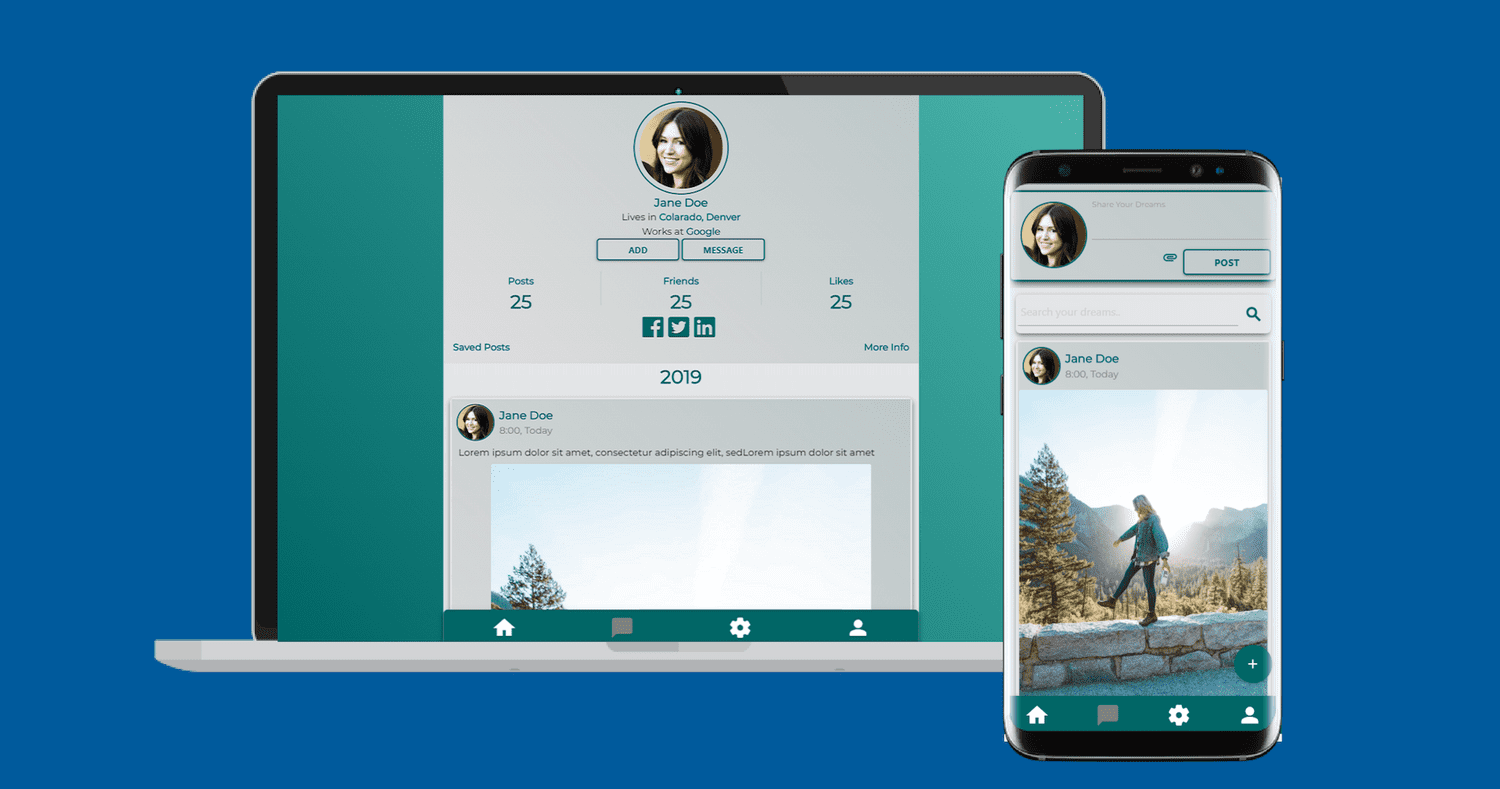 Jane Doe
Lives in Colarado, Denver
Works at Google
ADD MESSAGE
Posts Friends Likes
25 25 25
Saved Posts More Info
2019
Jane Doe
8:00, Today
Lorem ipsum dolor sit amet, consectetur adipiscing elit, sedLorem ipsum dolor sit amet
Share Your Dreams
POST
Search your dreams..
Jane Doe
8:00, Today